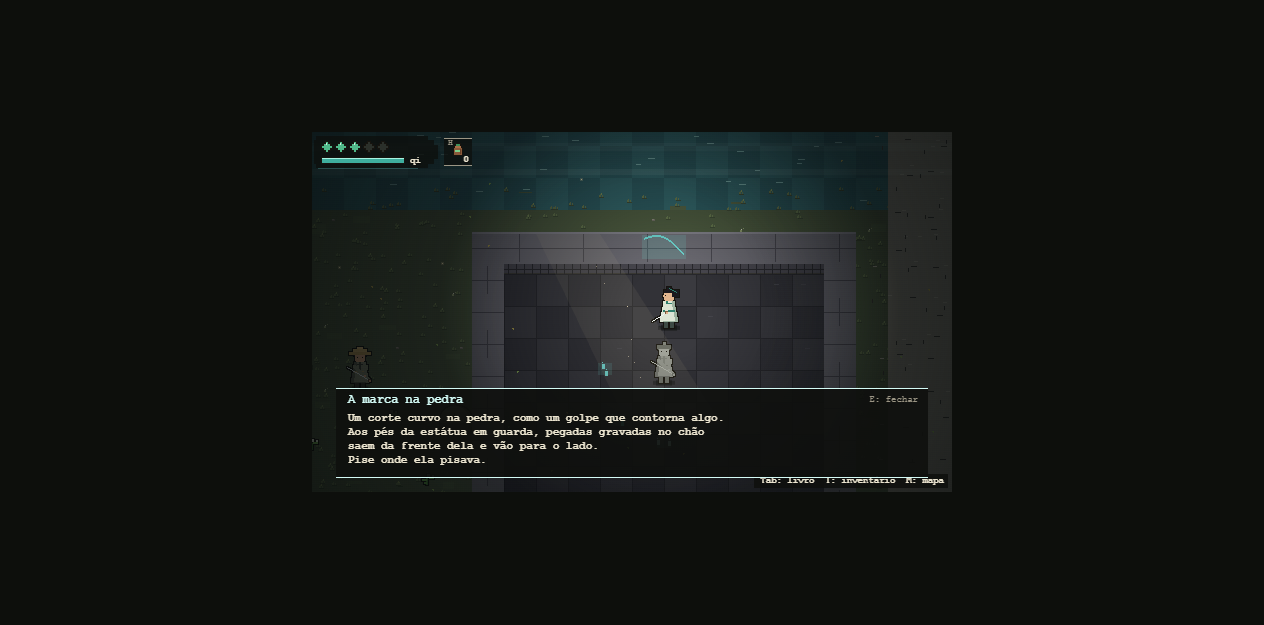 qi
H
0
A marca na pedra
E: fechar
Um corte curvo na pedra, como um golpe que contorna algo.
Aos pés da estátua em guarda, pegadas gravadas no chão
saem da frente dela e vão para o lado.
Pise onde ela pisava.
Tab: livro I: inventário M: mapa